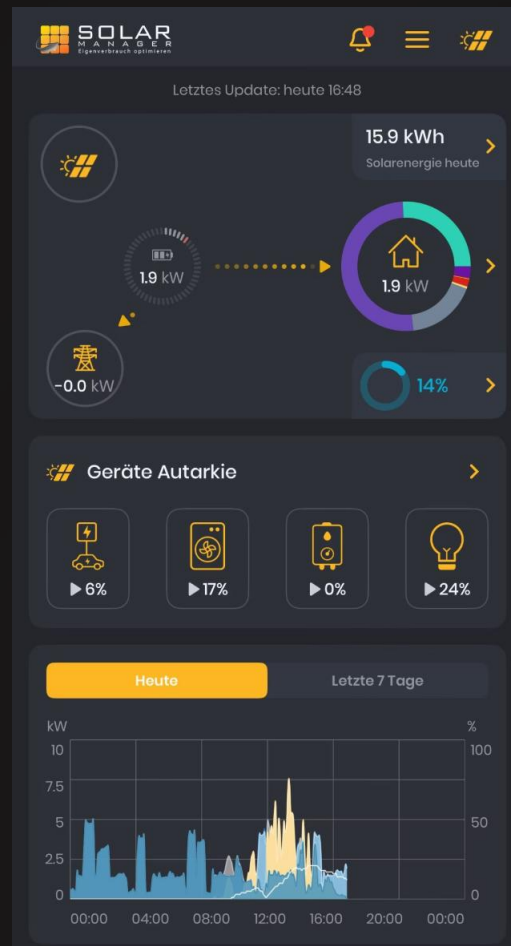 SOLAR
MANAGER
Eigenverbrauch optimieren
Letztes Update: heute 16:48
15.9 kWh
Solarenergie heute
1.9 kW
1.9 kW
-0.0 kW
14%
Geräte Autarkie
6%
17%
0%
24%
Heute
Letzte 7 Tage
kW
%
10
100
7.5
5
50
2.5
0
0
00:00 04:00 08:00 12:00 16:00 20:00 00:00